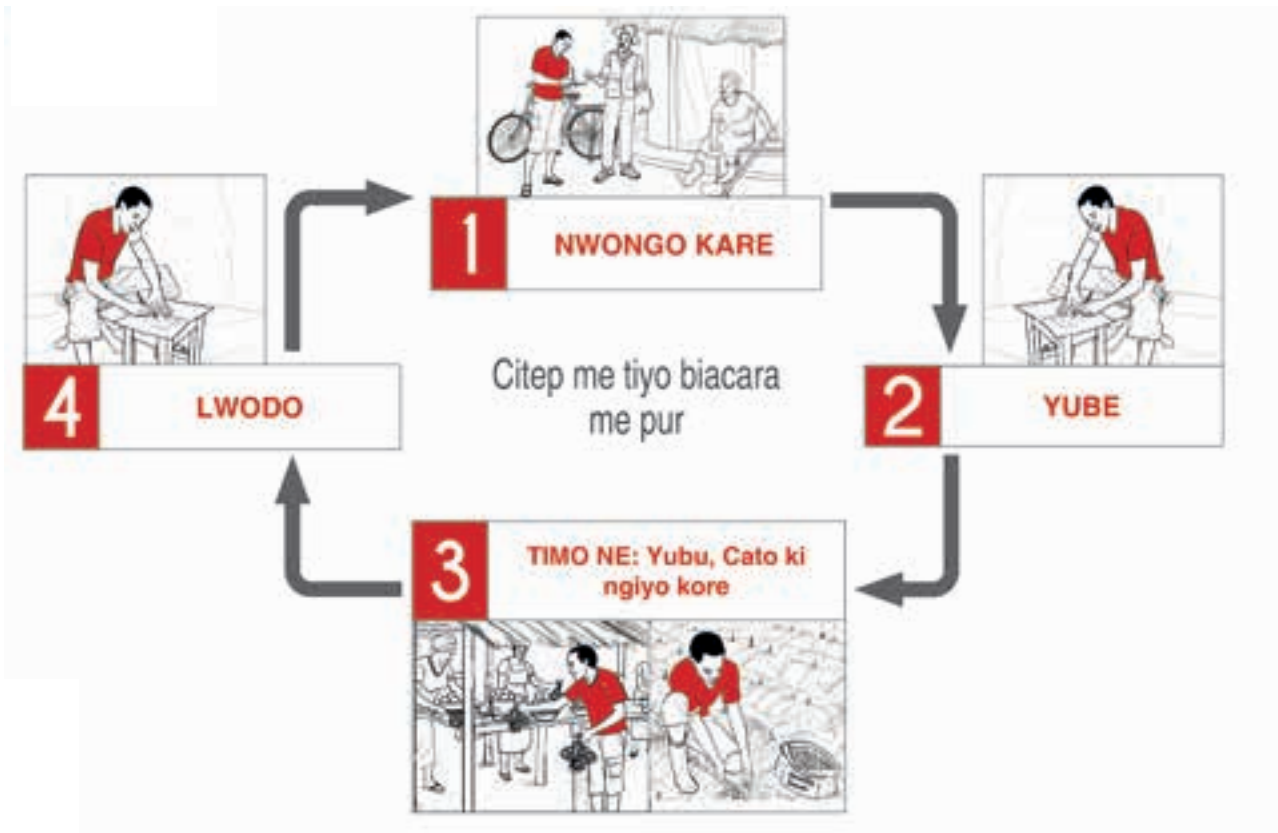 1
NWONGO KARE
2
YUBE
3
TIMO NE: Yubu, Cato ki
ngiyo kore
4
LWODO
Citep me tiyo biacara
me pur